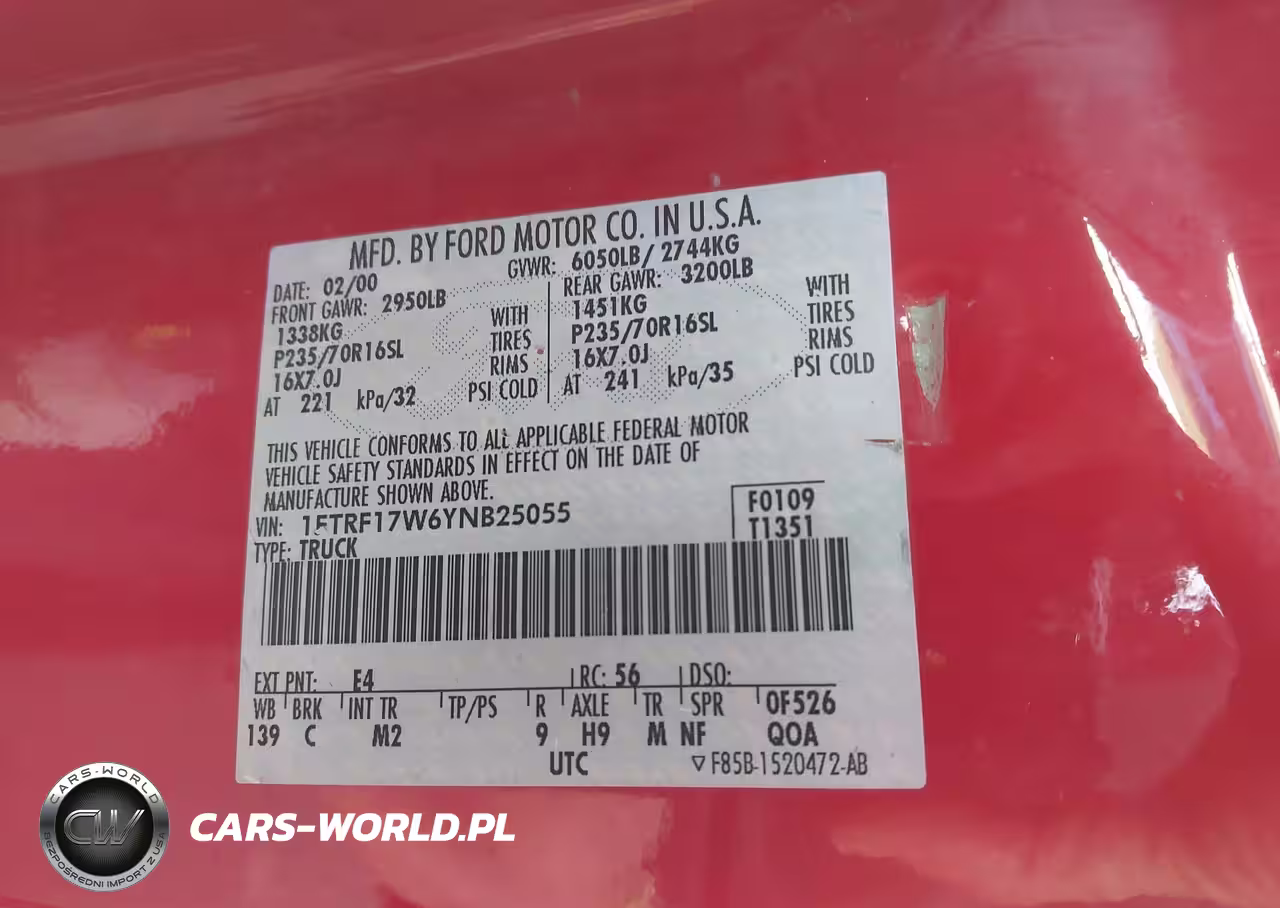 MFD. BY FORD MOTOR CO. IN U.S.A.
DATE: 02/00 GVWR: 6050LB/ 2744KG
FRONT GAWR: 2950LB REAR GAWR: 3200LB
1338KG WITH 1451KG WITH
P235/70R16SL TIRES P235/70R16SL TIRES
16X7.0J RIMS 16X7.0J RIMS
AT 221 kPa/32 PSI COLD AT 241 kPa/35 PSI COLD
THIS VEHICLE CONFORMS TO ALL APPLICABLE FEDERAL MOTOR
VEHICLE SAFETY STANDARDS IN EFFECT ON THE DATE OF
MANUFACTURE SHOWN ABOVE.
VIN: 1FTRF17W6YNB25055 F0109
TYPE: TRUCK T1351
EXT PNT: E4 RC: 56 DSO:
WB BRK INT TR TP/PS R AXLE TR SPR 0F526
139 C M2 9 H9 M NF QOA
UTC ▽F85B-1520472-AB
CARS-WORLD
CW
BEZPOŚREDNI IMPORT Z USA
CARS-WORLD.PL